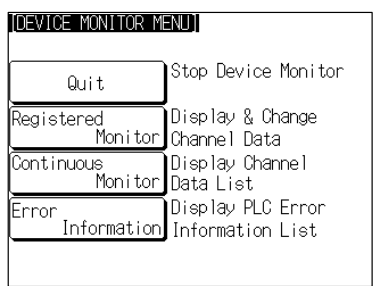 [DEVICE MONITOR MENU]
Quit
Stop Device Monitor
Registered
Monitor
Display & Change
Channel Data
Continuous
Monitor
Display Channel
Data List
Error
Information
Display PLC Error
Information List